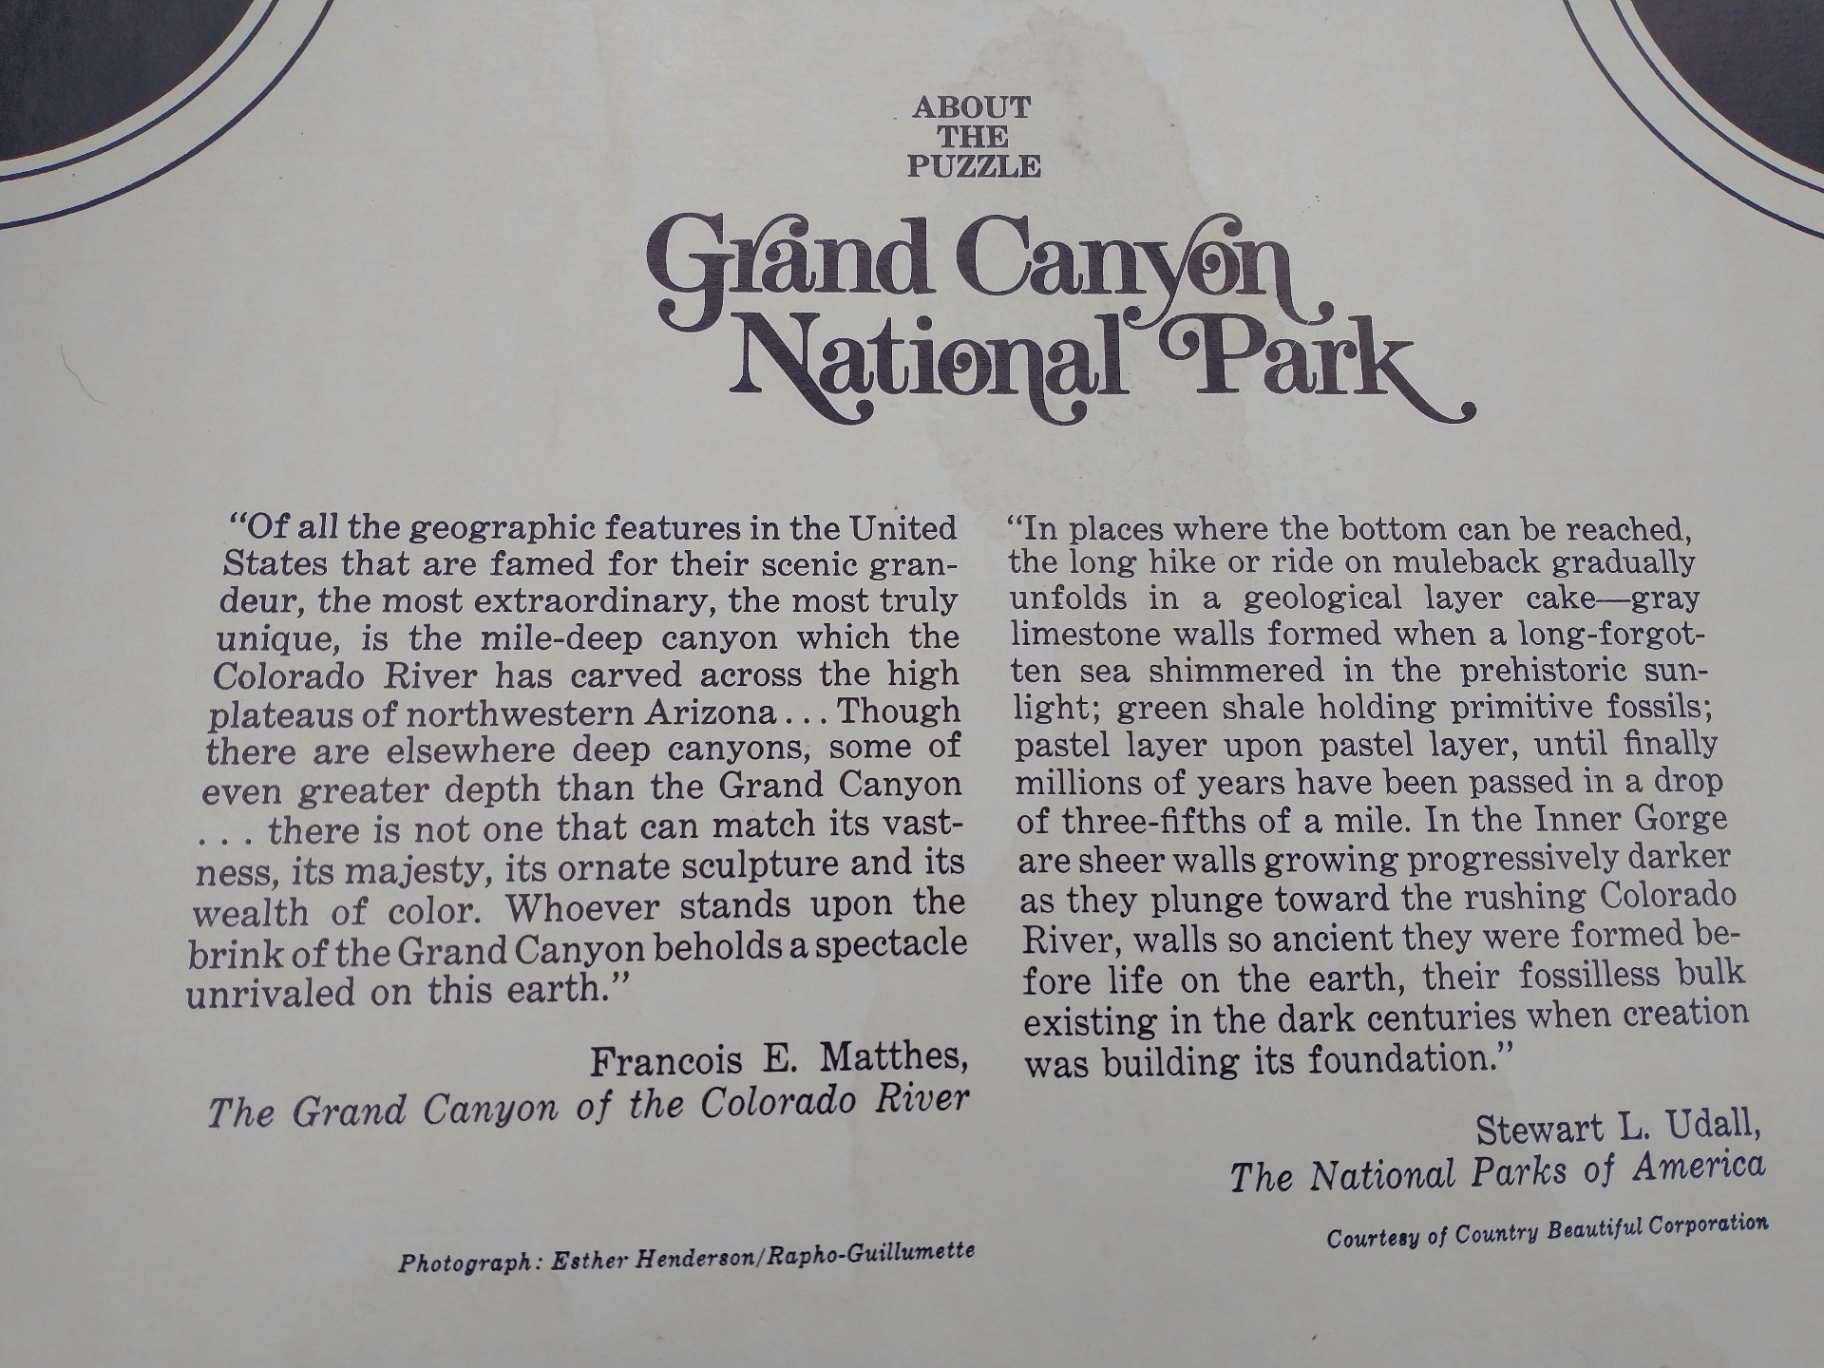 ABOUT
THE
PUZZLE
Grand Canyon
National Park
“Of all the geographic features in the United
States that are famed for their scenic gran-
deur, the most extraordinary, the most truly
unique, is the mile-deep canyon which the
Colorado River has carved across the high
plateaus of northwestern Arizona . . . Though
there are elsewhere deep canyons, some of
even greater depth than the Grand Canyon
. . . there is not one that can match its vast-
ness, its majesty, its ornate sculpture and its
wealth of color. Whoever stands upon the
brink of the Grand Canyon beholds a spectacle
unrivaled on this earth.”
Francois E. Matthes,
The Grand Canyon of the Colorado River
Photograph: Esther Henderson/Rapho-Guillumette
“In places where the bottom can be reached,
the long hike or ride on muleback gradually
unfolds in a geological layer cake—gray
limestone walls formed when a long-forgot-
ten sea shimmered in the prehistoric sun-
light; green shale holding primitive fossils;
pastel layer upon pastel layer, until finally
millions of years have been passed in a drop
of three-fifths of a mile. In the Inner Gorge
are sheer walls growing progressively darker
as they plunge toward the rushing Colorado
River, walls so ancient they were formed be-
fore life on the earth, their fossilless bulk
existing in the dark centuries when creation
was building its foundation.”
Stewart L. Udall,
The National Parks of America
Courtesy of Country Beautiful Corporation